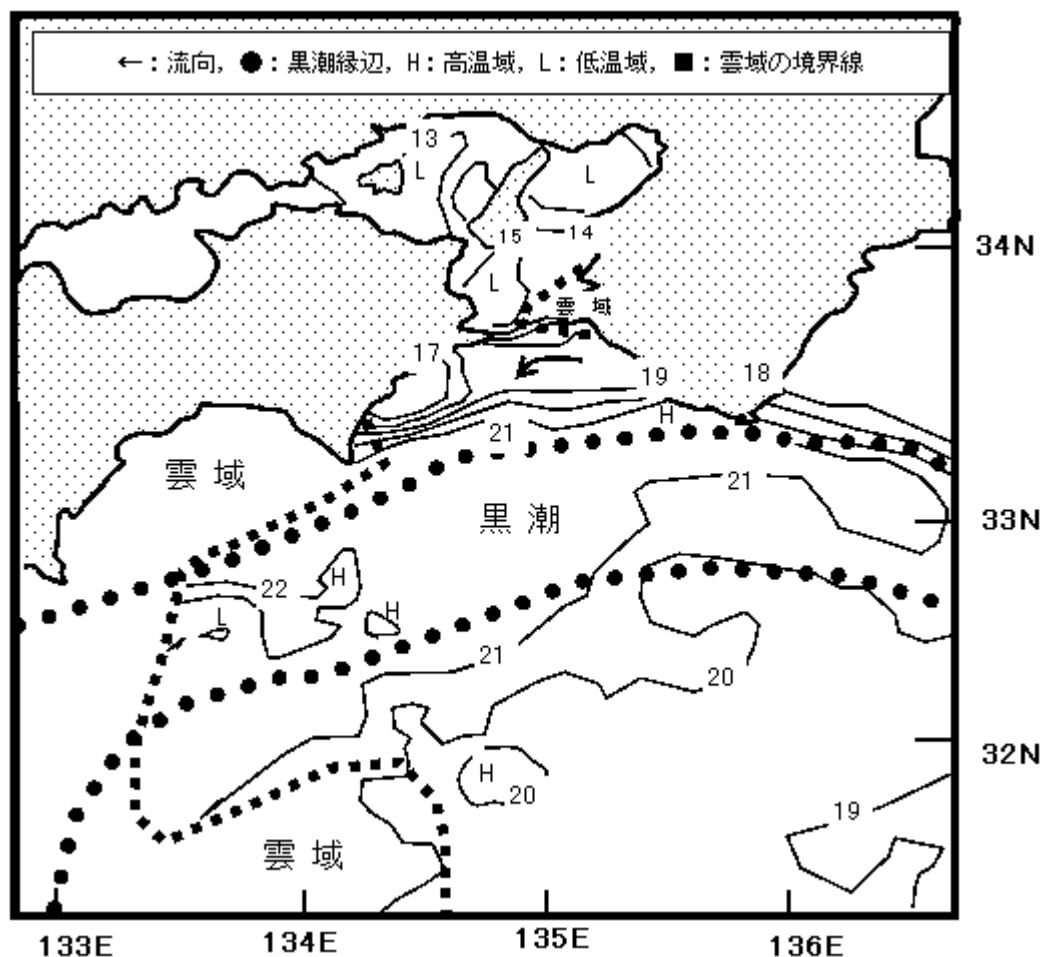 ←：流向，●：黒潮縁辺，H：高温域，L：低温域，■：雲域の境界線
13
L
L
15
14
34N
L
雲域
17
19
18
H
21
雲域
21
黒潮
33N
H
22
L
H
21
20
32N
H
20
19
雲域
133E
134E
135E
136E